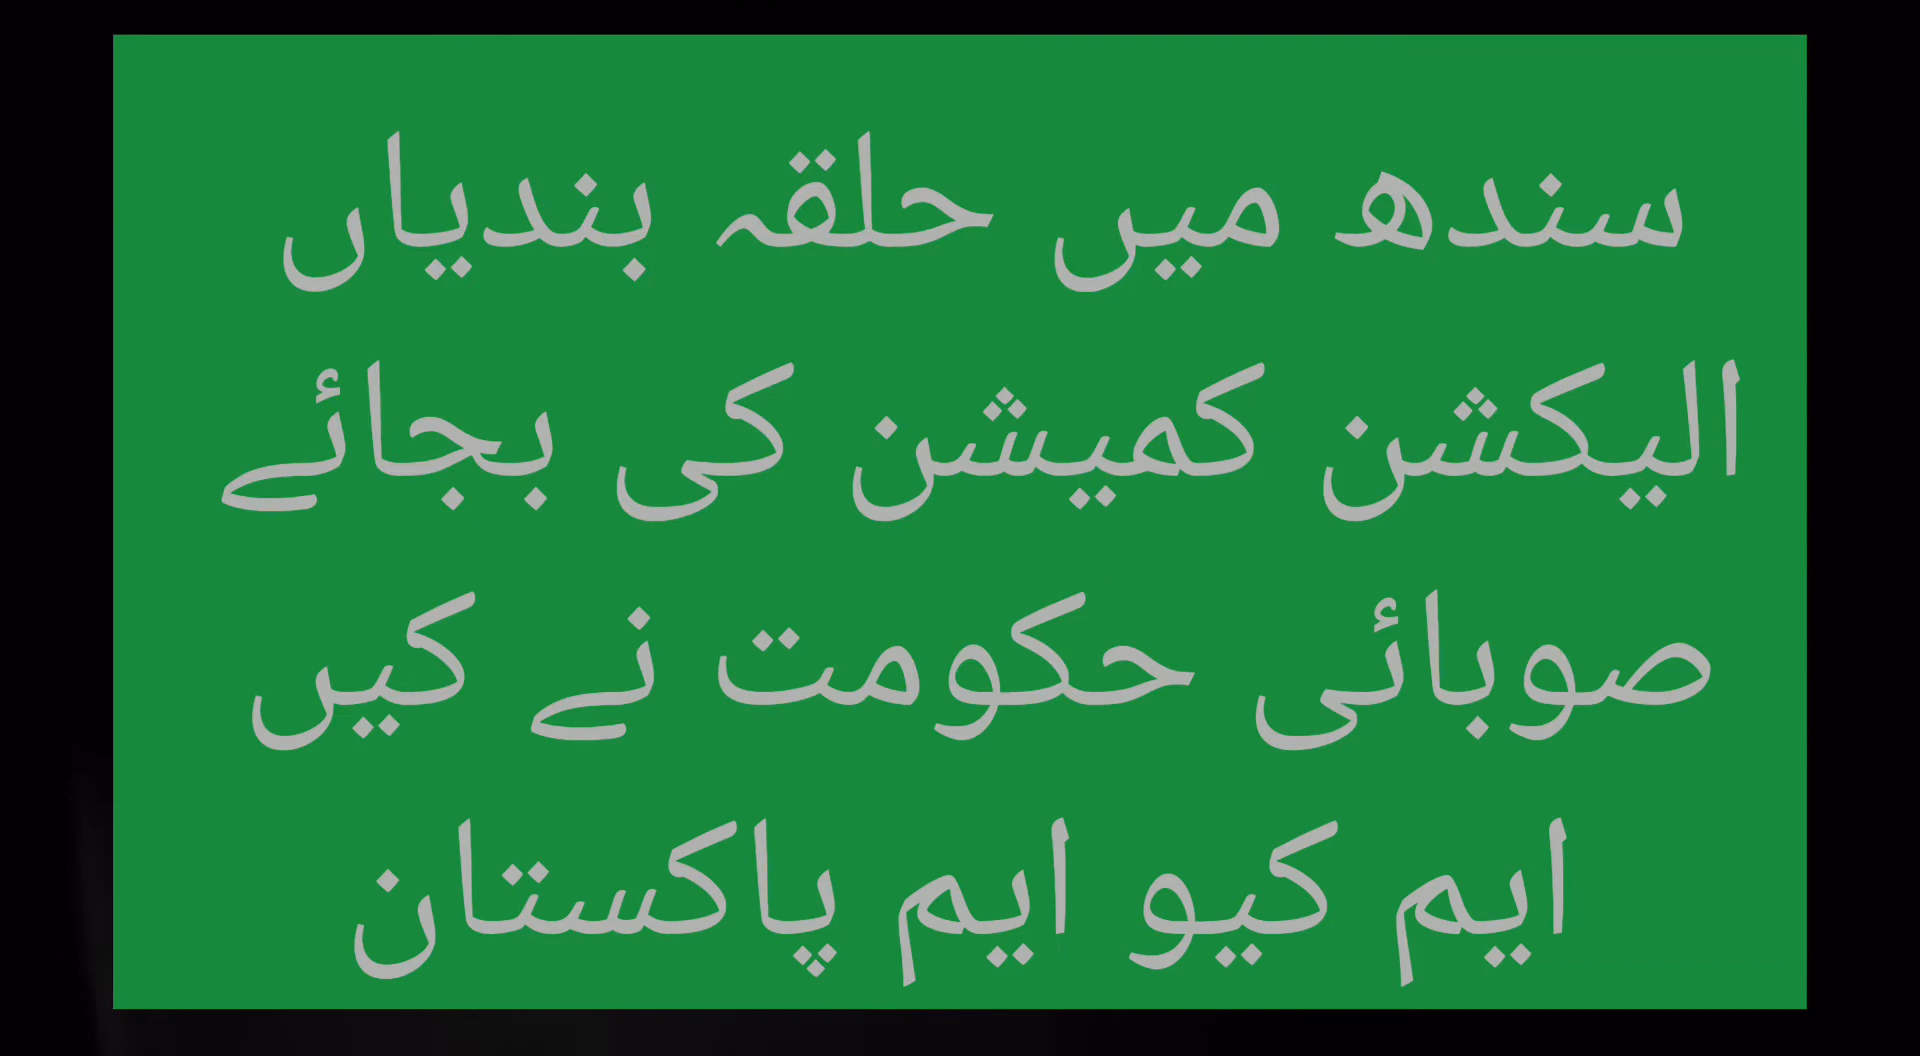 سندھ میں حلقہ بندیاں
الیکشن کمیشن کی بجائے
صوبائی حکومت نے کیں
ایم کیو ایم پاکستان